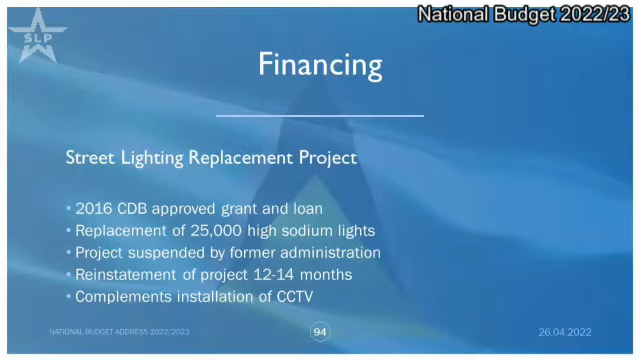 National Budget 2022/23
SLP
Financing
Street Lighting Replacement Project
• 2016 CDB approved grant and loan
• Replacement of 25,000 high sodium lights
• Project suspended by former administration
• Reinstatement of project 12-14 months
• Complements installation of CCTV
NATIONAL BUDGET ADDRESS 2022/2023
94
26.04.2022